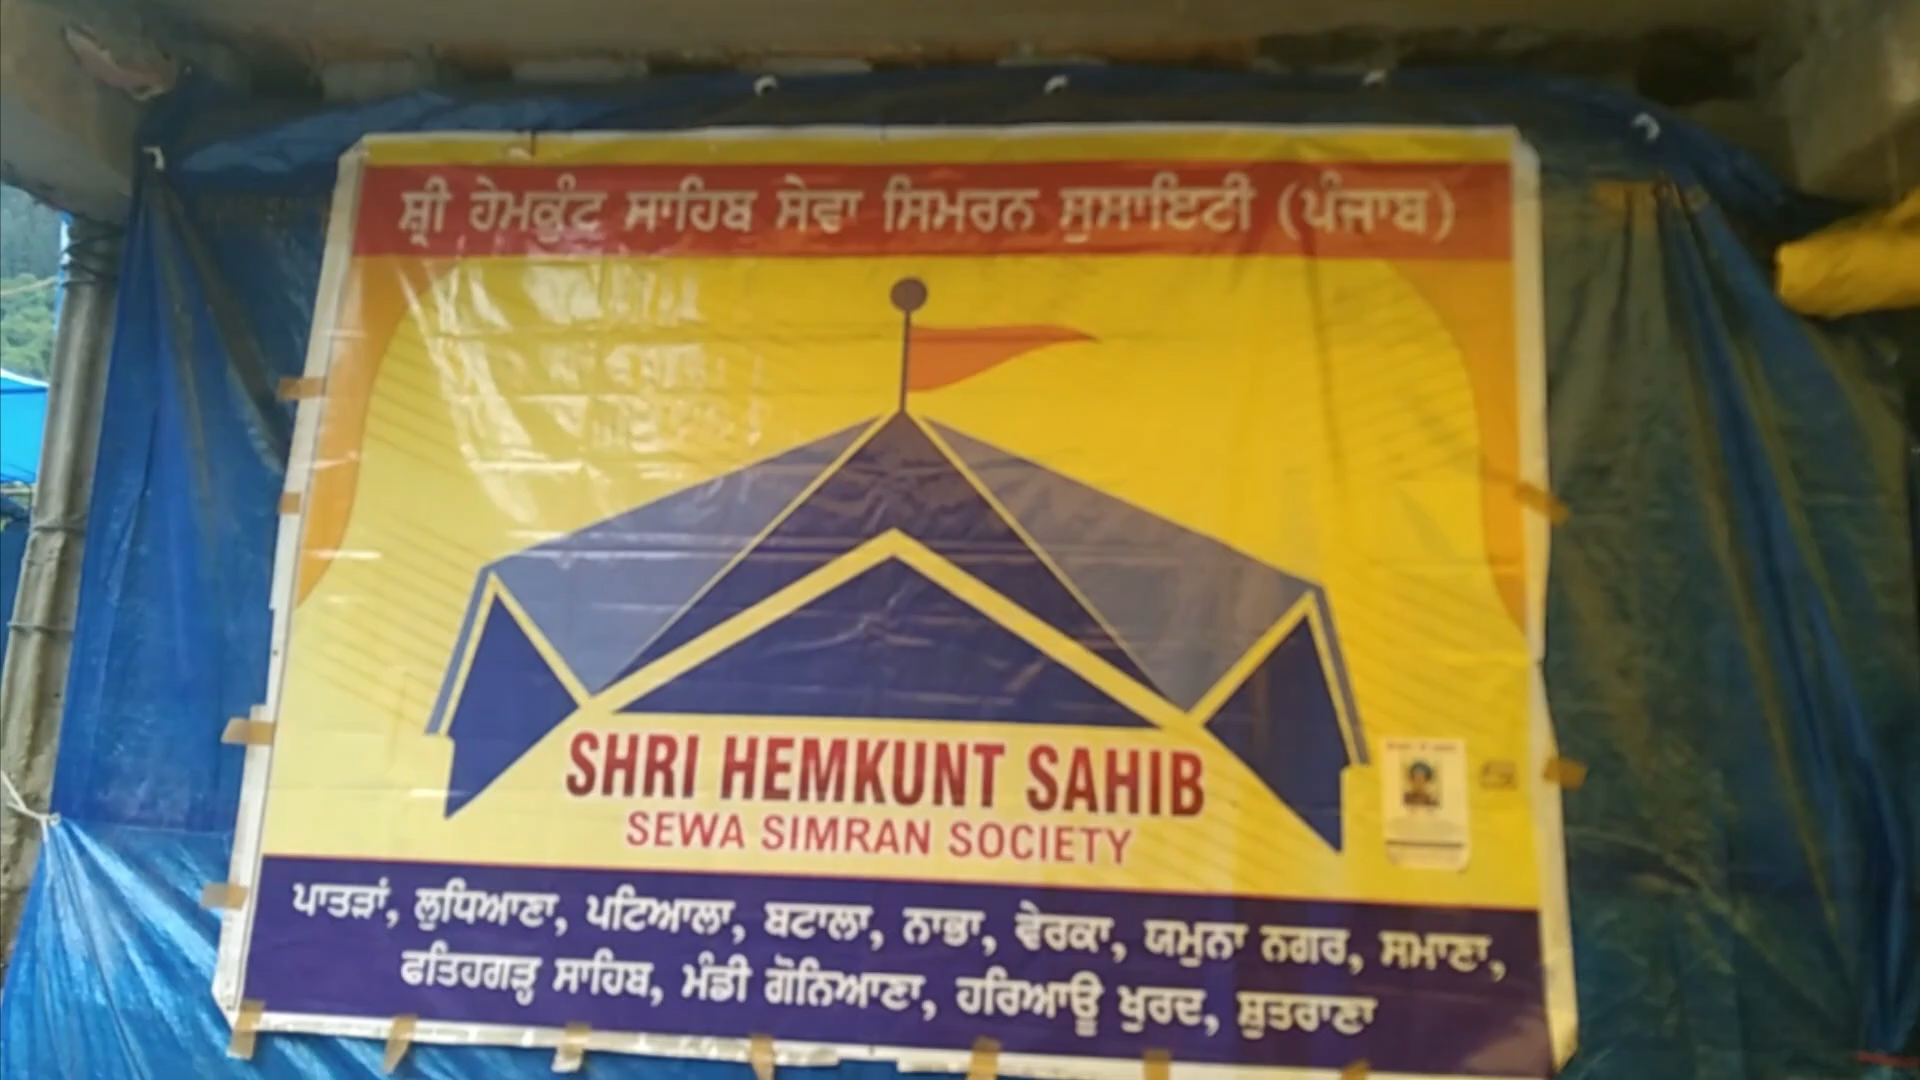 ਸ਼੍ਰੀ ਹੇਮਕੁੰਟ ਸਾਹਿਬ ਸੇਵਾ ਸਿਮਰਨ ਸੁਸਾਇਟੀ (ਪੰਜਾਬ)
SHRI HEMKUNT SAHIB
SEWA SIMRAN SOCIETY
ਪਾਤੜਾਂ, ਲੁਧਿਆਣਾ, ਪਟਿਆਲਾ, ਬਟਾਲਾ, ਨਾਭਾ, ਵੇਰਕਾ, ਯਮੁਨਾ ਨਗਰ, ਸਮਾਣਾ,
ਫਤਿਹਗੜ੍ਹ ਸਾਹਿਬ, ਮੰਡੀ ਗੋਨਿਆਣਾ, ਹਰਿਆਊ ਖੁਰਦ, ਸ਼ੁਤਰਾਣਾ